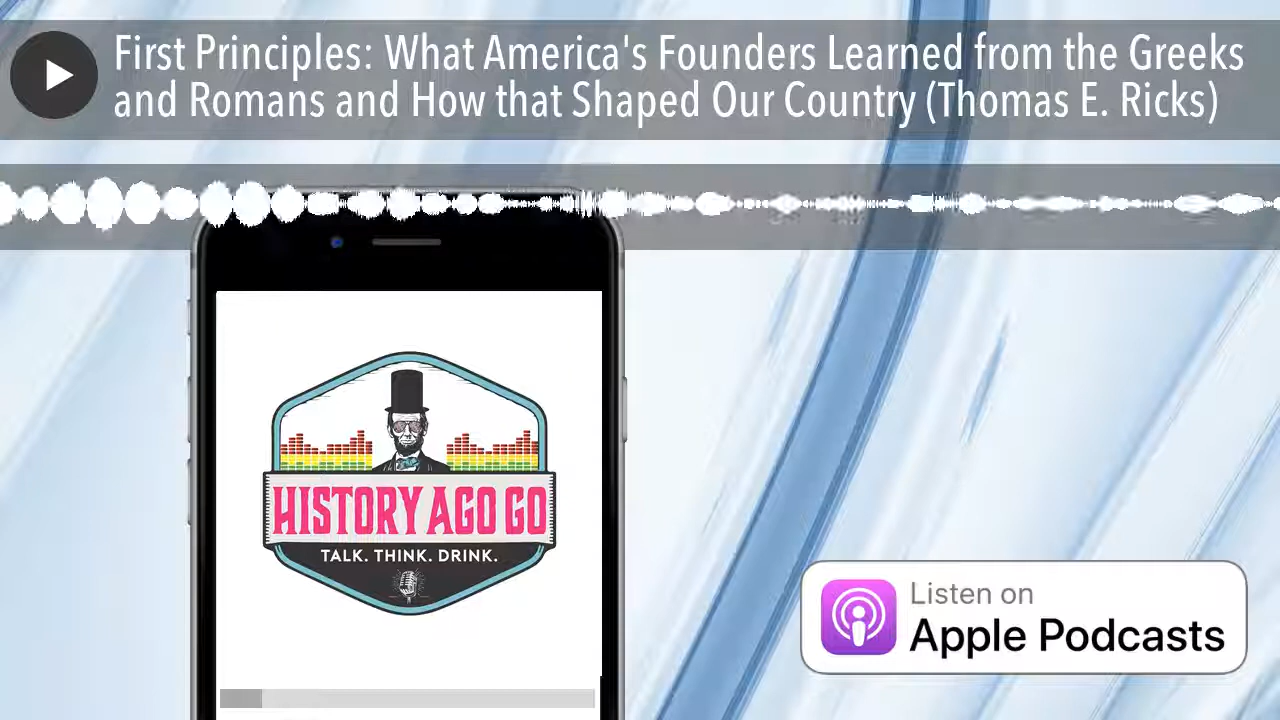 First Principles: What America's Founders Learned from the Greeks
and Romans and How that Shaped Our Country (Thomas E. Ricks)
HISTORY AGO GO
TALK. THINK. DRINK.
Listen on
Apple Podcasts